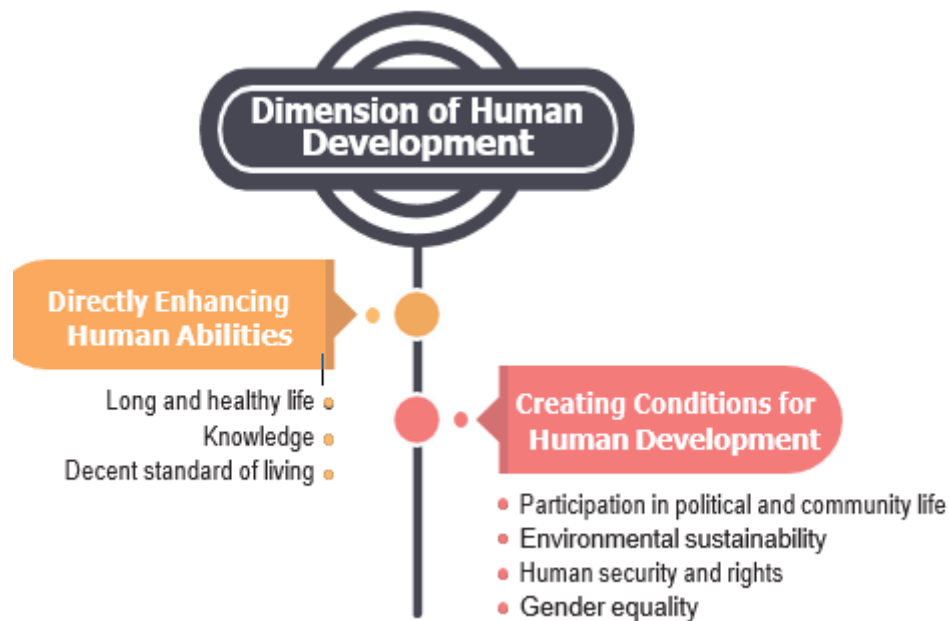 Dimension of Human
Development
Directly Enhancing
Human Abilities
Long and healthy life
Knowledge
Decent standard of living
Creating Conditions for
Human Development
Participation in political and community life
Environmental sustainability
Human security and rights
Gender equality